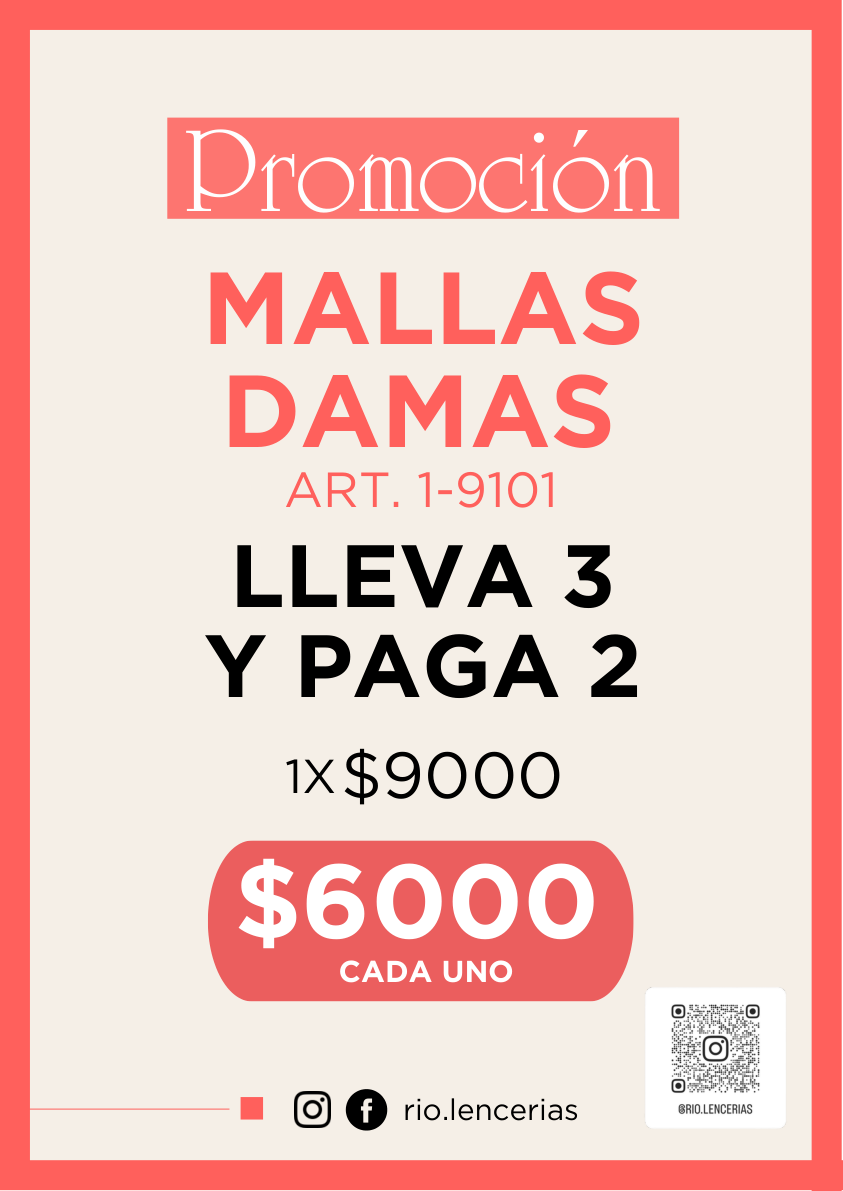 Promoción
MALLAS
DAMAS
ART. 1-9101
LLEVA 3
Y PAGA 2
1X $9000
$6000
CADA UNO
@RIO.LENCERIAS
rio.lencerias